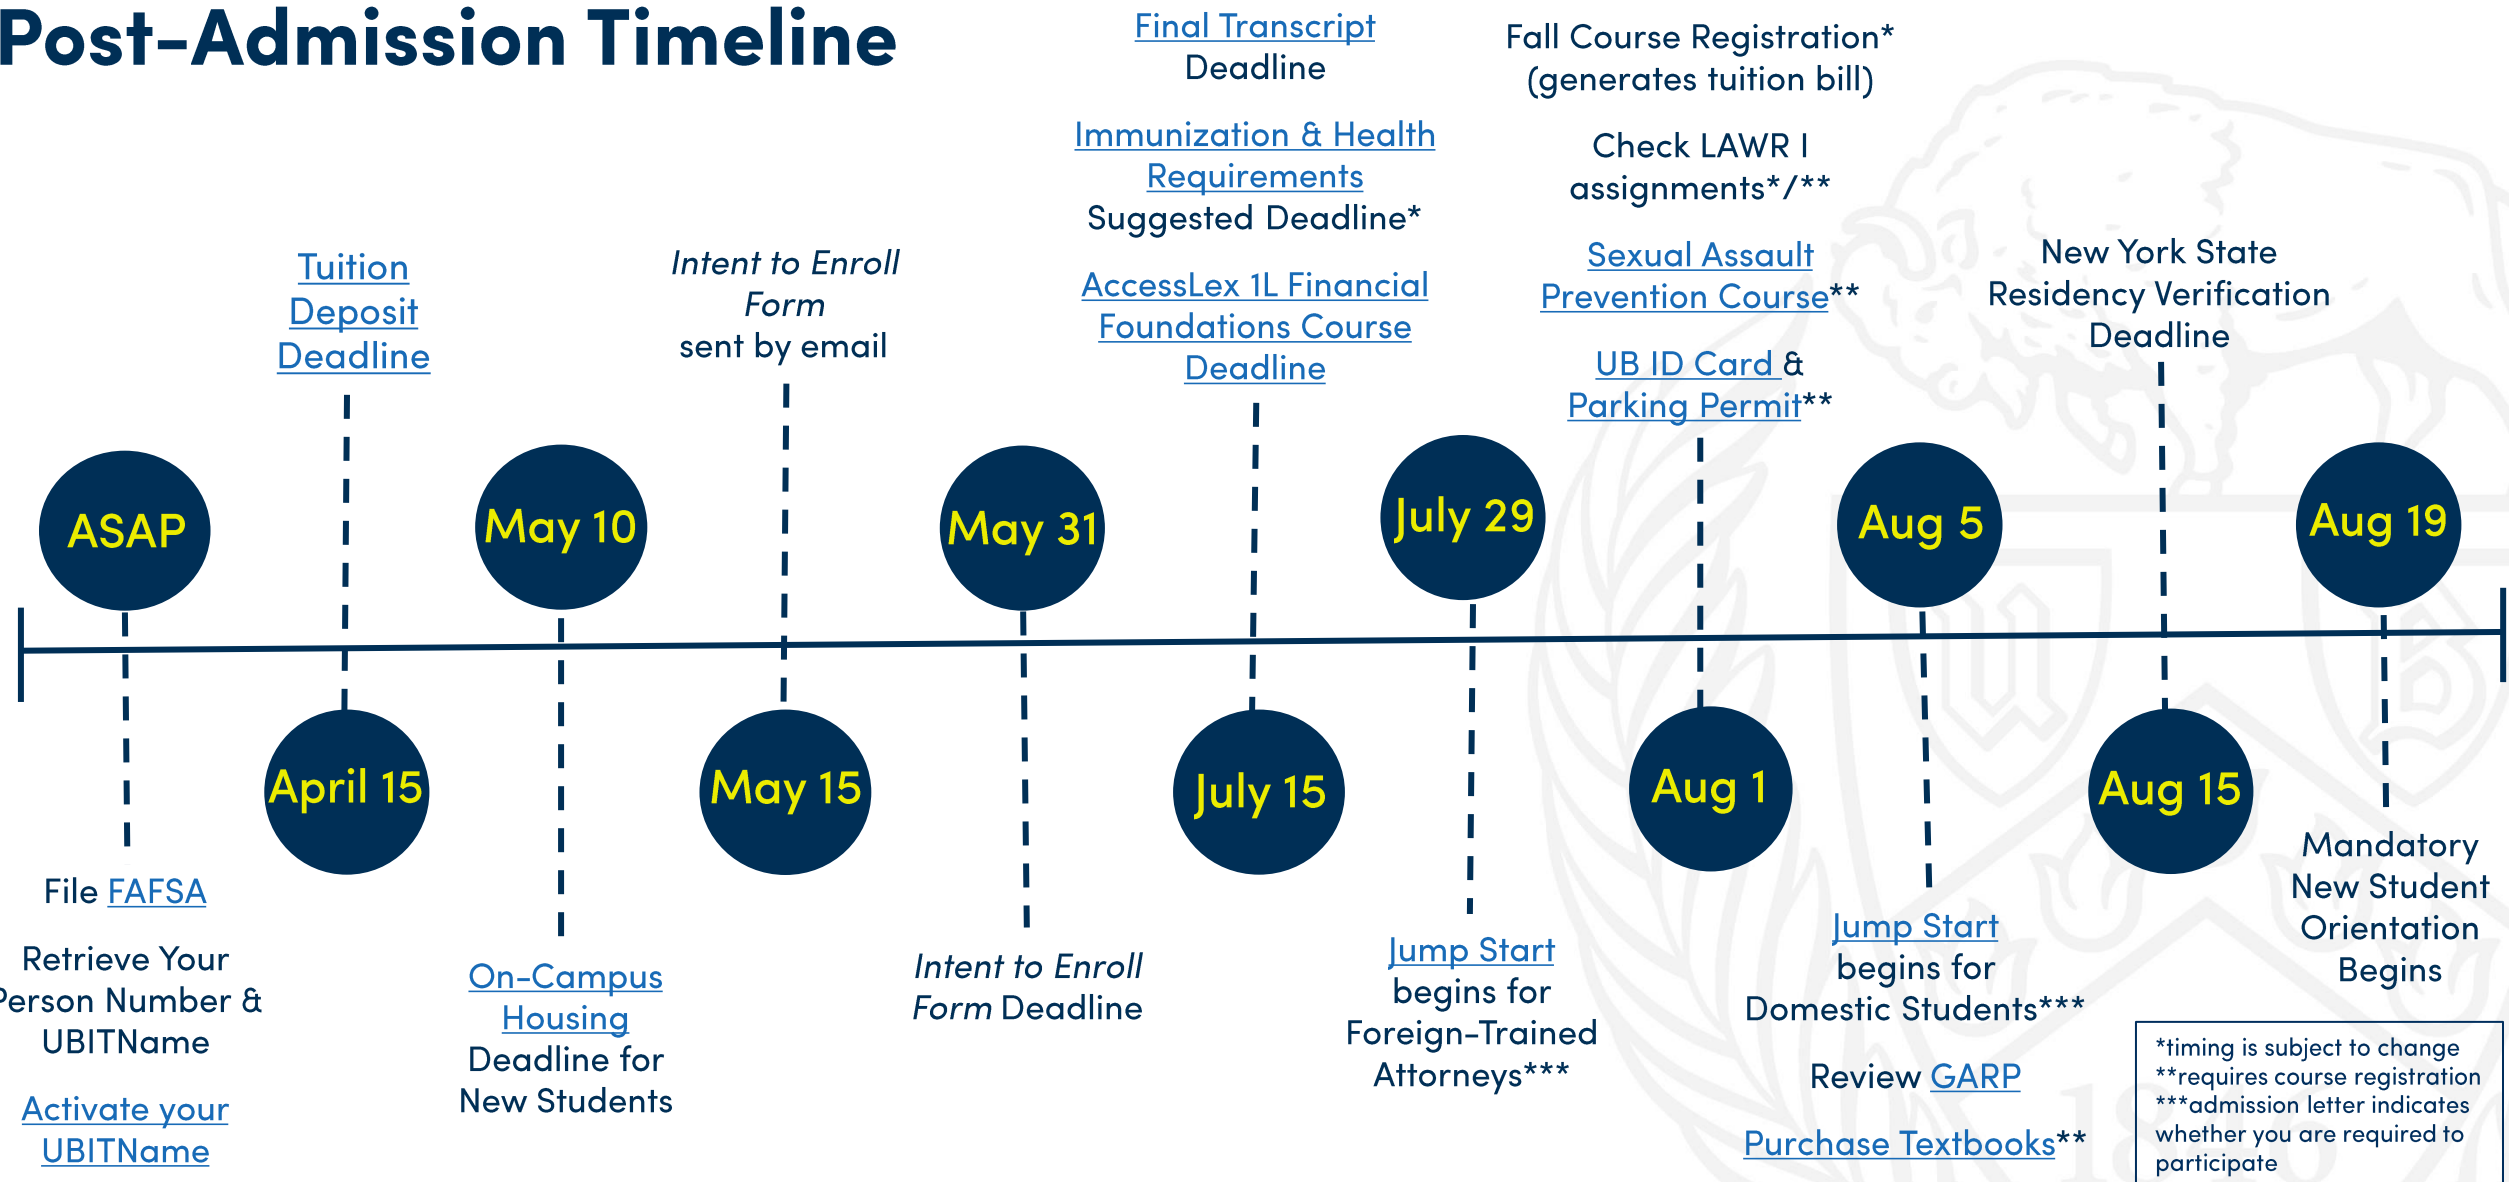 Post-Admission Timeline
Final Transcript
Deadline
Immunization & Health
Requirements
Suggested Deadline*
AccessLex 1L Financial
Foundations Course
Deadline
Fall Course Registration*
(generates tuition bill)
Check LAWR I
assignments*/**
Sexual Assault
Prevention Course**
UB ID Card &
Parking Permit**
Tuition
Deposit
Deadline
Intent to Enroll
Form
sent by email
New York State
Residency Verification
Deadline
ASAP
May 10
May 31
July 29
Aug 5
Aug 19
April 15
May 15
July 15
Aug 1
Aug 15
File FAFSA
Retrieve Your
Person Number &
UBITName
Activate your
UBITName
On-Campus
Housing
Deadline for
New Students
Intent to Enroll
Form Deadline
Jump Start
begins for
Foreign-Trained
Attorneys***
Jump Start
begins for
Domestic Students***
Review GARP
Purchase Textbooks**
Mandatory
New Student
Orientation
Begins
*timing is subject to change
**requires course registration
***admission letter indicates
whether you are required to
participate
UB
1846